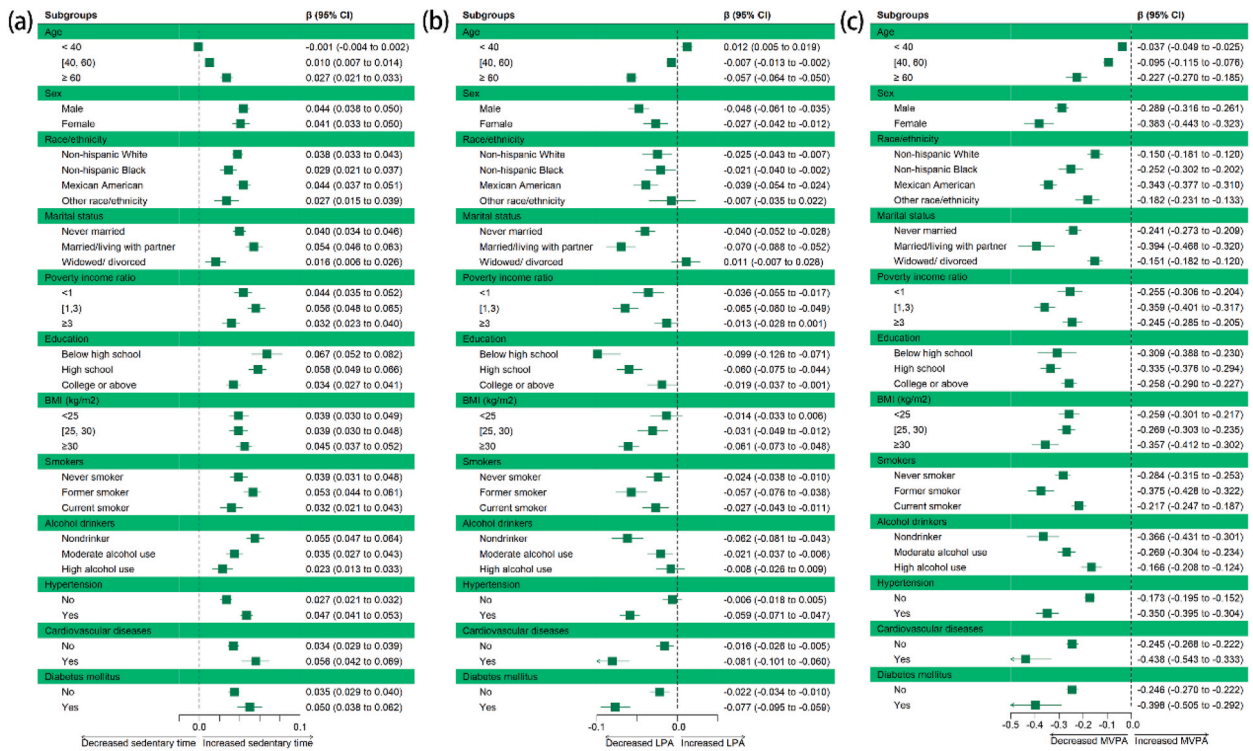 (a)
Subgroups β (95% CI)
Age
< 40 -0.001 (-0.004 to 0.002)
[40, 60) 0.010 (0.007 to 0.014)
≥ 60 0.027 (0.021 to 0.033)
Sex
Male 0.044 (0.038 to 0.050)
Female 0.041 (0.033 to 0.050)
Race/ethnicity
Non-hispanic White 0.038 (0.033 to 0.043)
Non-hispanic Black 0.029 (0.021 to 0.037)
Mexican American 0.044 (0.037 to 0.051)
Other race/ethnicity 0.027 (0.015 to 0.039)
Marital status
Never married 0.040 (0.034 to 0.046)
Married/living with partner 0.054 (0.046 to 0.063)
Widowed/ divorced 0.016 (0.006 to 0.026)
Poverty income ratio
<1 0.044 (0.035 to 0.052)
[1,3) 0.056 (0.048 to 0.065)
≥3 0.032 (0.023 to 0.040)
Education
Below high school 0.067 (0.052 to 0.082)
High school 0.058 (0.049 to 0.066)
College or above 0.034 (0.027 to 0.041)
BMI (kg/m2)
<25 0.039 (0.030 to 0.049)
[25, 30) 0.039 (0.030 to 0.048)
≥30 0.045 (0.037 to 0.052)
Smokers
Never smoker 0.039 (0.031 to 0.048)
Former smoker 0.053 (0.044 to 0.061)
Current smoker 0.032 (0.021 to 0.043)
Alcohol drinkers
Nondrinker 0.055 (0.047 to 0.064)
Moderate alcohol use 0.035 (0.027 to 0.043)
High alcohol use 0.023 (0.013 to 0.033)
Hypertension
No 0.027 (0.021 to 0.032)
Yes 0.047 (0.041 to 0.053)
Cardiovascular diseases
No 0.034 (0.029 to 0.039)
Yes 0.056 (0.042 to 0.069)
Diabetes mellitus
No 0.035 (0.029 to 0.040)
Yes 0.050 (0.038 to 0.062)
0.0 0.1
Decreased sedentary time Increased sedentary time
(b)
Subgroups β (95% CI)
Age
< 40 0.012 (0.005 to 0.019)
[40, 60) -0.007 (-0.013 to -0.002)
≥ 60 -0.057 (-0.064 to -0.050)
Sex
Male -0.048 (-0.061 to -0.035)
Female -0.027 (-0.042 to -0.012)
Race/ethnicity
Non-hispanic White -0.025 (-0.043 to -0.007)
Non-hispanic Black -0.021 (-0.040 to -0.002)
Mexican American -0.039 (-0.054 to -0.024)
Other race/ethnicity -0.007 (-0.035 to 0.022)
Marital status
Never married -0.040 (-0.052 to -0.028)
Married/living with partner -0.070 (-0.088 to -0.052)
Widowed/ divorced 0.011 (-0.007 to 0.028)
Poverty income ratio
<1 -0.036 (-0.055 to -0.017)
[1,3) -0.065 (-0.080 to -0.049)
≥3 -0.013 (-0.028 to 0.001)
Education
Below high school -0.099 (-0.126 to -0.071)
High school -0.060 (-0.075 to -0.044)
College or above -0.019 (-0.037 to -0.001)
BMI (kg/m2)
<25 -0.014 (-0.033 to 0.006)
[25, 30) -0.031 (-0.049 to -0.012)
≥30 -0.061 (-0.073 to -0.048)
Smokers
Never smoker -0.024 (-0.038 to -0.010)
Former smoker -0.057 (-0.076 to -0.038)
Current smoker -0.027 (-0.043 to -0.011)
Alcohol drinkers
Nondrinker -0.062 (-0.081 to -0.043)
Moderate alcohol use -0.021 (-0.037 to -0.006)
High alcohol use -0.008 (-0.026 to 0.009)
Hypertension
No -0.006 (-0.018 to 0.005)
Yes -0.059 (-0.071 to -0.047)
Cardiovascular diseases
No -0.016 (-0.026 to -0.005)
Yes -0.081 (-0.101 to -0.060)
Diabetes mellitus
No -0.022 (-0.034 to -0.010)
Yes -0.077 (-0.095 to -0.059)
-0.1 0.0
Decreased LPA Increased LPA
(c)
Subgroups β (95% CI)
Age
< 40 -0.037 (-0.049 to -0.025)
[40, 60) -0.095 (-0.115 to -0.076)
≥ 60 -0.227 (-0.270 to -0.185)
Sex
Male -0.289 (-0.316 to -0.261)
Female -0.383 (-0.443 to -0.323)
Race/ethnicity
Non-hispanic White -0.150 (-0.181 to -0.120)
Non-hispanic Black -0.252 (-0.302 to -0.202)
Mexican American -0.343 (-0.377 to -0.310)
Other race/ethnicity -0.182 (-0.231 to -0.133)
Marital status
Never married -0.241 (-0.273 to -0.209)
Married/living with partner -0.394 (-0.468 to -0.320)
Widowed/ divorced -0.151 (-0.182 to -0.120)
Poverty income ratio
<1 -0.255 (-0.306 to -0.204)
[1,3) -0.359 (-0.401 to -0.317)
≥3 -0.245 (-0.285 to -0.205)
Education
Below high school -0.309 (-0.388 to -0.230)
High school -0.335 (-0.376 to -0.294)
College or above -0.258 (-0.290 to -0.227)
BMI (kg/m2)
<25 -0.259 (-0.301 to -0.217)
[25, 30) -0.269 (-0.303 to -0.235)
≥30 -0.357 (-0.412 to -0.302)
Smokers
Never smoker -0.284 (-0.315 to -0.253)
Former smoker -0.375 (-0.428 to -0.322)
Current smoker -0.217 (-0.247 to -0.187)
Alcohol drinkers
Nondrinker -0.366 (-0.431 to -0.301)
Moderate alcohol use -0.269 (-0.304 to -0.234)
High alcohol use -0.166 (-0.208 to -0.124)
Hypertension
No -0.173 (-0.195 to -0.152)
Yes -0.350 (-0.395 to -0.304)
Cardiovascular diseases
No -0.245 (-0.268 to -0.222)
Yes -0.438 (-0.543 to -0.333)
Diabetes mellitus
No -0.246 (-0.270 to -0.222)
Yes -0.398 (-0.505 to -0.292)
-0.5 -0.4 -0.3 -0.2 -0.1 0.0
Decreased MVPA Increased MVPA